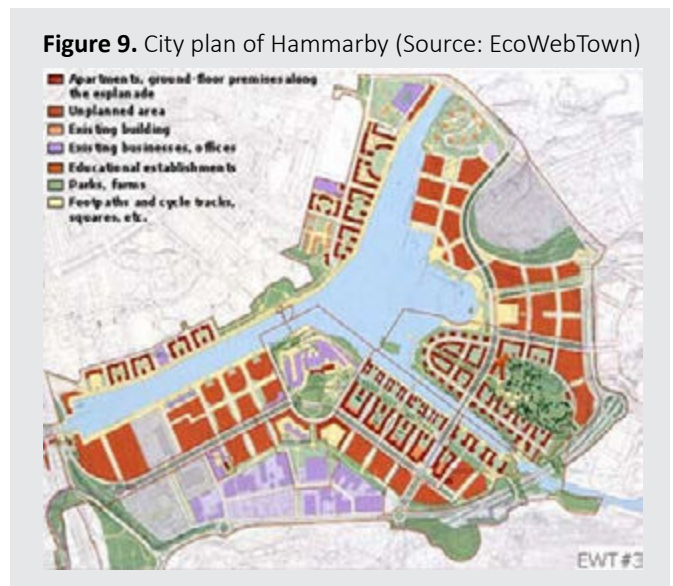 Figure 9. City plan of Hammarby (Source: EcoWebTown)
Apartments, ground-floor premises along
the esplanade
Unplanned area
Existing building
Existing businesses, offices
Educational establishments
Parks, farms
Footpaths and cycle tracks,
squares, etc.
EWT #3